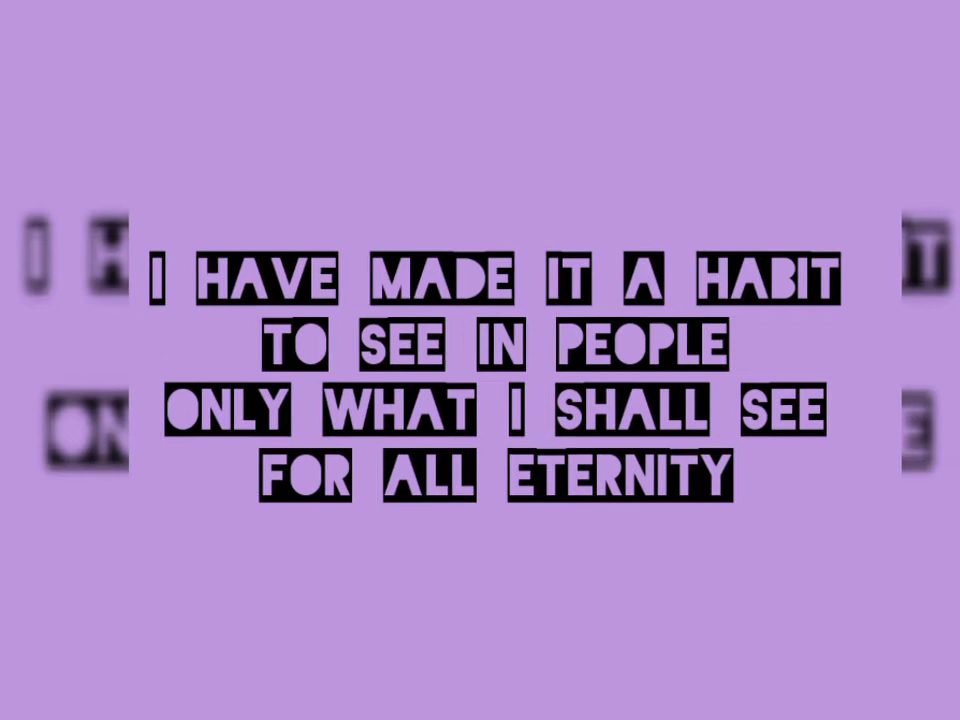 I HAVE MADE IT A HABIT
TO SEE IN PEOPLE
ONLY WHAT I SHALL SEE
FOR ALL ETERNITY